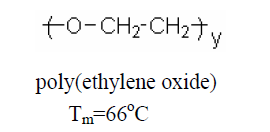 (O-CH₂-CH₂)y
poly(ethylene oxide)
Tm=66°C